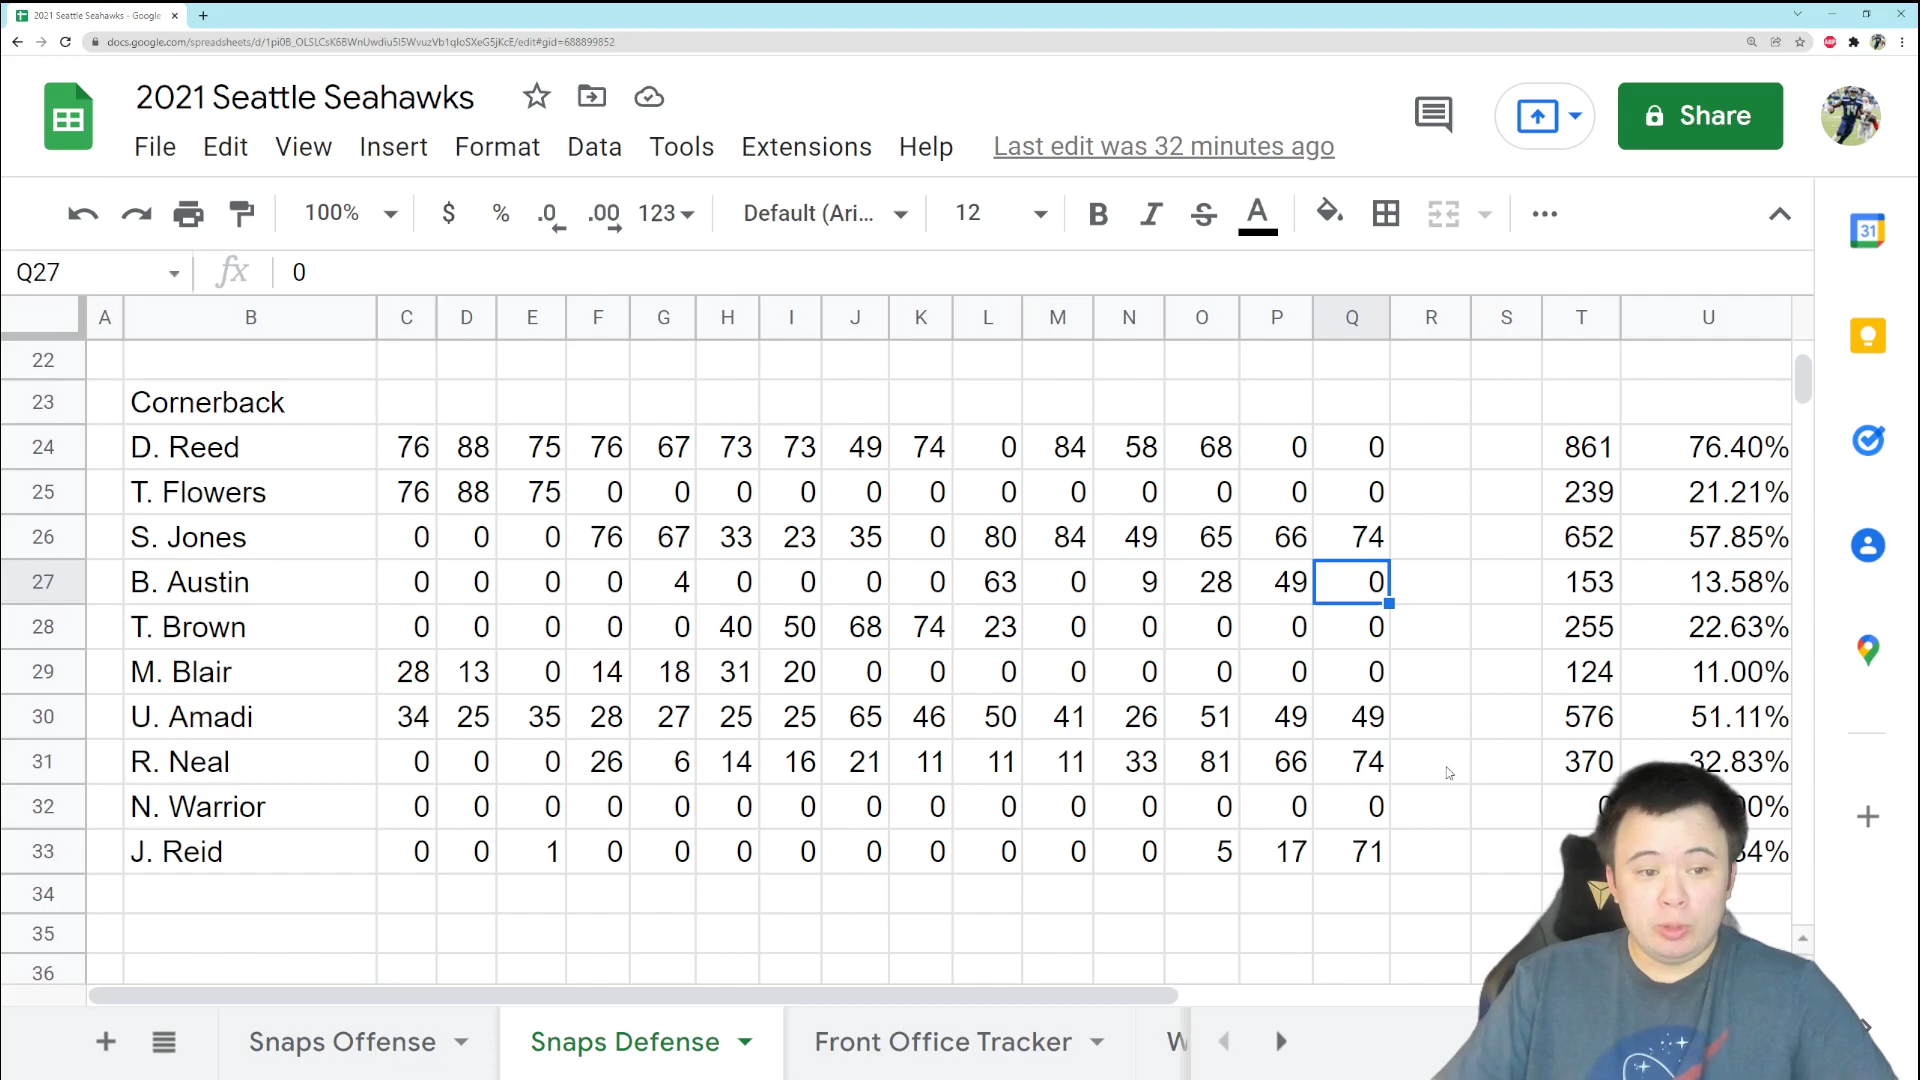 2021 Seattle Seahawks - Google
docs.google.com/spreadsheets/d/1pi0B_OLSLCsK6BWnUwdiu5I5WvuzVb1qIoSXeG5jKcE/edit#gid=688899852
2021 Seattle Seahawks
Share
File Edit View Insert Format Data Tools Extensions Help Last edit was 32 minutes ago
100% $ % .0 .00 123 Default (Ari... 12 B I S A
31
Q27 fx 0
A B C D E F G H I J K L M N O P Q R S T U
22
23 Cornerback
24 D. Reed 76 88 75 76 67 73 73 49 74 0 84 58 68 0 0 861 76.40%
25 T. Flowers 76 88 75 0 0 0 0 0 0 0 0 0 0 0 0 239 21.21%
26 S. Jones 0 0 0 76 67 33 23 35 0 80 84 49 65 66 74 652 57.85%
27 B. Austin 0 0 0 0 4 0 0 0 0 63 0 9 28 49 0 153 13.58%
28 T. Brown 0 0 0 0 0 40 50 68 74 23 0 0 0 0 0 255 22.63%
29 M. Blair 28 13 0 14 18 31 20 0 0 0 0 0 0 0 0 124 11.00%
30 U. Amadi 34 25 35 28 27 25 25 65 46 50 41 26 51 49 49 576 51.11%
31 R. Neal 0 0 0 26 6 14 16 21 11 11 11 33 81 66 74 370 32.83%
32 N. Warrior 0 0 0 0 0 0 0 0 0 0 0 0 0 0 0 0 00%
33 J. Reid 0 0 1 0 0 0 0 0 0 0 0 0 5 17 71 34%
34
35
36
Snaps Offense Snaps Defense Front Office Tracker W